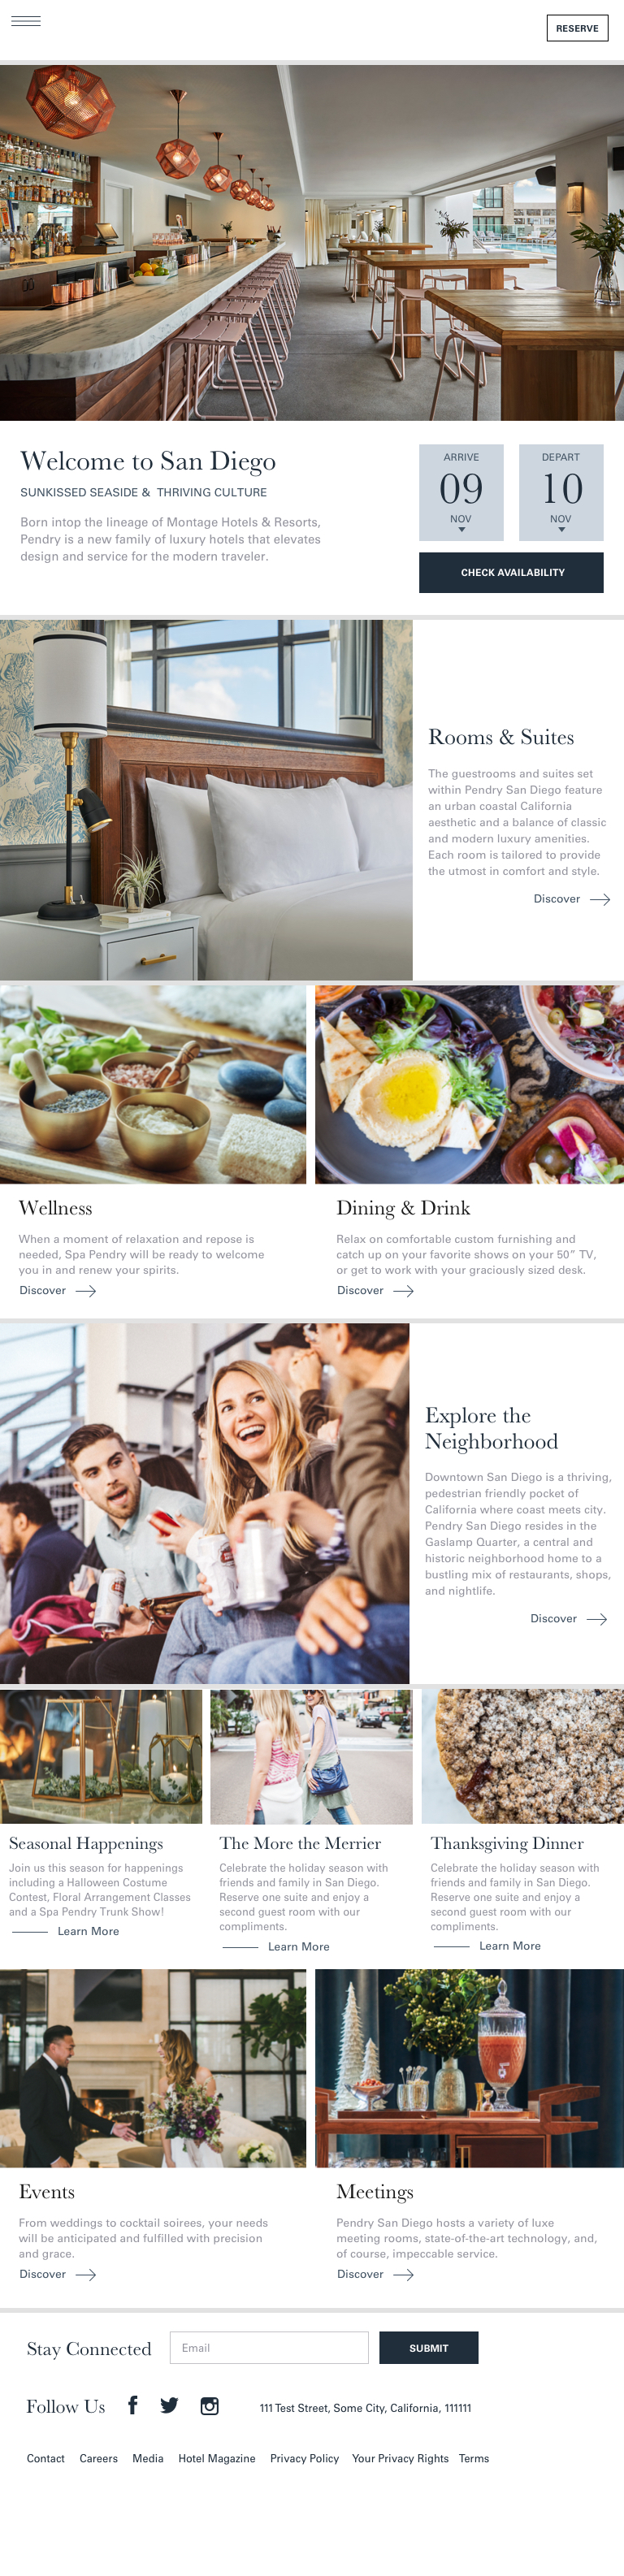 RESERVE
Welcome to San Diego
SUNKISSED SEASIDE & THRIVING CULTURE
Born intop the lineage of Montage Hotels & Resorts,
Pendry is a new family of luxury hotels that elevates
design and service for the modern traveler.
ARRIVE
09
NOV
DEPART
10
NOV
CHECK AVAILABILITY
Rooms & Suites
The guestrooms and suites set
within Pendry San Diego feature
an urban coastal California
aesthetic and a balance of classic
and modern luxury amenities.
Each room is tailored to provide
the utmost in comfort and style.
Discover
Wellness
When a moment of relaxation and repose is
needed, Spa Pendry will be ready to welcome
you in and renew your spirits.
Discover
Dining & Drink
Relax on comfortable custom furnishing and
catch up on your favorite shows on your 50” TV,
or get to work with your graciously sized desk.
Discover
Explore the
Neighborhood
Downtown San Diego is a thriving,
pedestrian friendly pocket of
California where coast meets city.
Pendry San Diego resides in the
Gaslamp Quarter, a central and
historic neighborhood home to a
bustling mix of restaurants, shops,
and nightlife.
Discover
Seasonal Happenings
Join us this season for happenings
including a Halloween Costume
Contest, Floral Arrangement Classes
and a Spa Pendry Trunk Show!
Learn More
The More the Merrier
Celebrate the holiday season with
friends and family in San Diego.
Reserve one suite and enjoy a
second guest room with our
compliments.
Learn More
Thanksgiving Dinner
Celebrate the holiday season with
friends and family in San Diego.
Reserve one suite and enjoy a
second guest room with our
compliments.
Learn More
Events
From weddings to cocktail soirees, your needs
will be anticipated and fulfilled with precision
and grace.
Discover
Meetings
Pendry San Diego hosts a variety of luxe
meeting rooms, state-of-the-art technology, and,
of course, impeccable service.
Discover
Stay Connected
Email
SUBMIT
Follow Us
111 Test Street, Some City, California, 111111
Contact Careers Media Hotel Magazine Privacy Policy Your Privacy Rights Terms